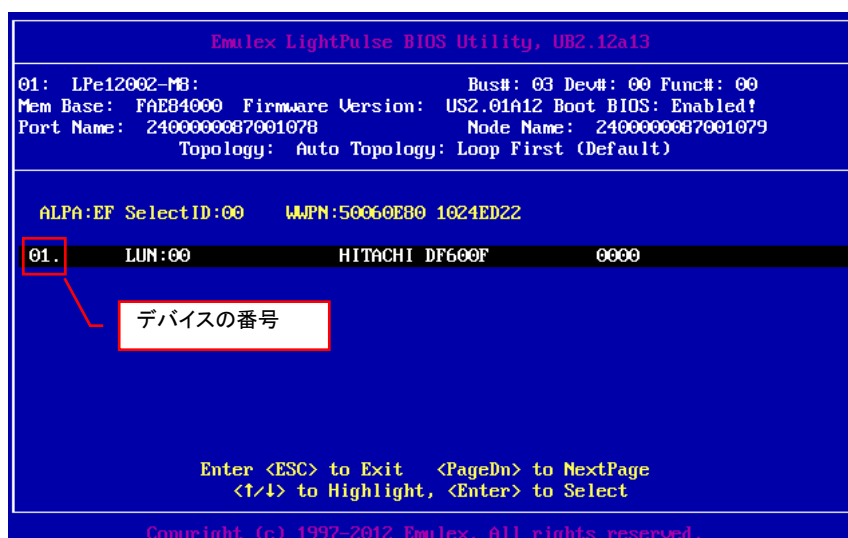 Emulex LightPulse BIOS Utility, UB2.12a13
01: LPe12002-M8: Bus#: 03 Dev#: 00 Func#: 00
Mem Base: FAE84000 Firmware Version: US2.01A12 Boot BIOS: Enabled!
Port Name: 2400000087001078 Node Name: 2400000087001079
Topology: Auto Topology: Loop First (Default)
ALPA:EF SelectID:00 WWPN:50060E80 1024ED22
01. LUN:00 HITACHI DF600F 0000
デバイスの番号
Enter <ESC> to Exit <PageDn> to NextPage
<↑/↓> to Highlight, <Enter> to Select
Copyright (c) 1997-2012 Emulex. All rights reserved.